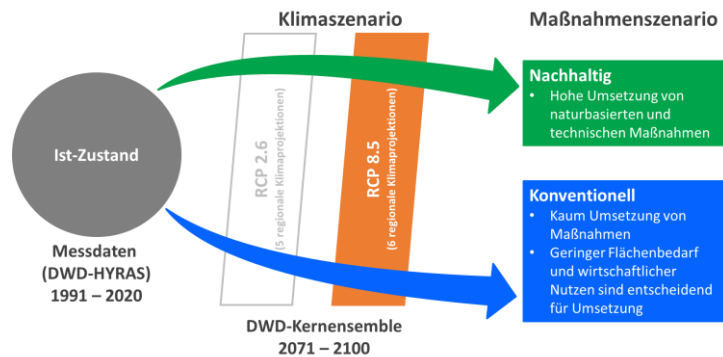 Klimaszenario
Maßnahmenszenario
Ist-Zustand
Messdaten
(DWD-HYRAS)
1991 – 2020
RCP 2.6
(5 regionale Klimaprojektionen)
RCP 8.5
(6 regionale Klimaprojektionen)
DWD-Kernensemble
2071 – 2100
Nachhaltig
• Hohe Umsetzung von
naturbasierten und
technischen Maßnahmen
Konventionell
• Kaum Umsetzung von
Maßnahmen
• Geringer Flächenbedarf
und wirtschaftlicher
Nutzen sind entscheidend
für Umsetzung